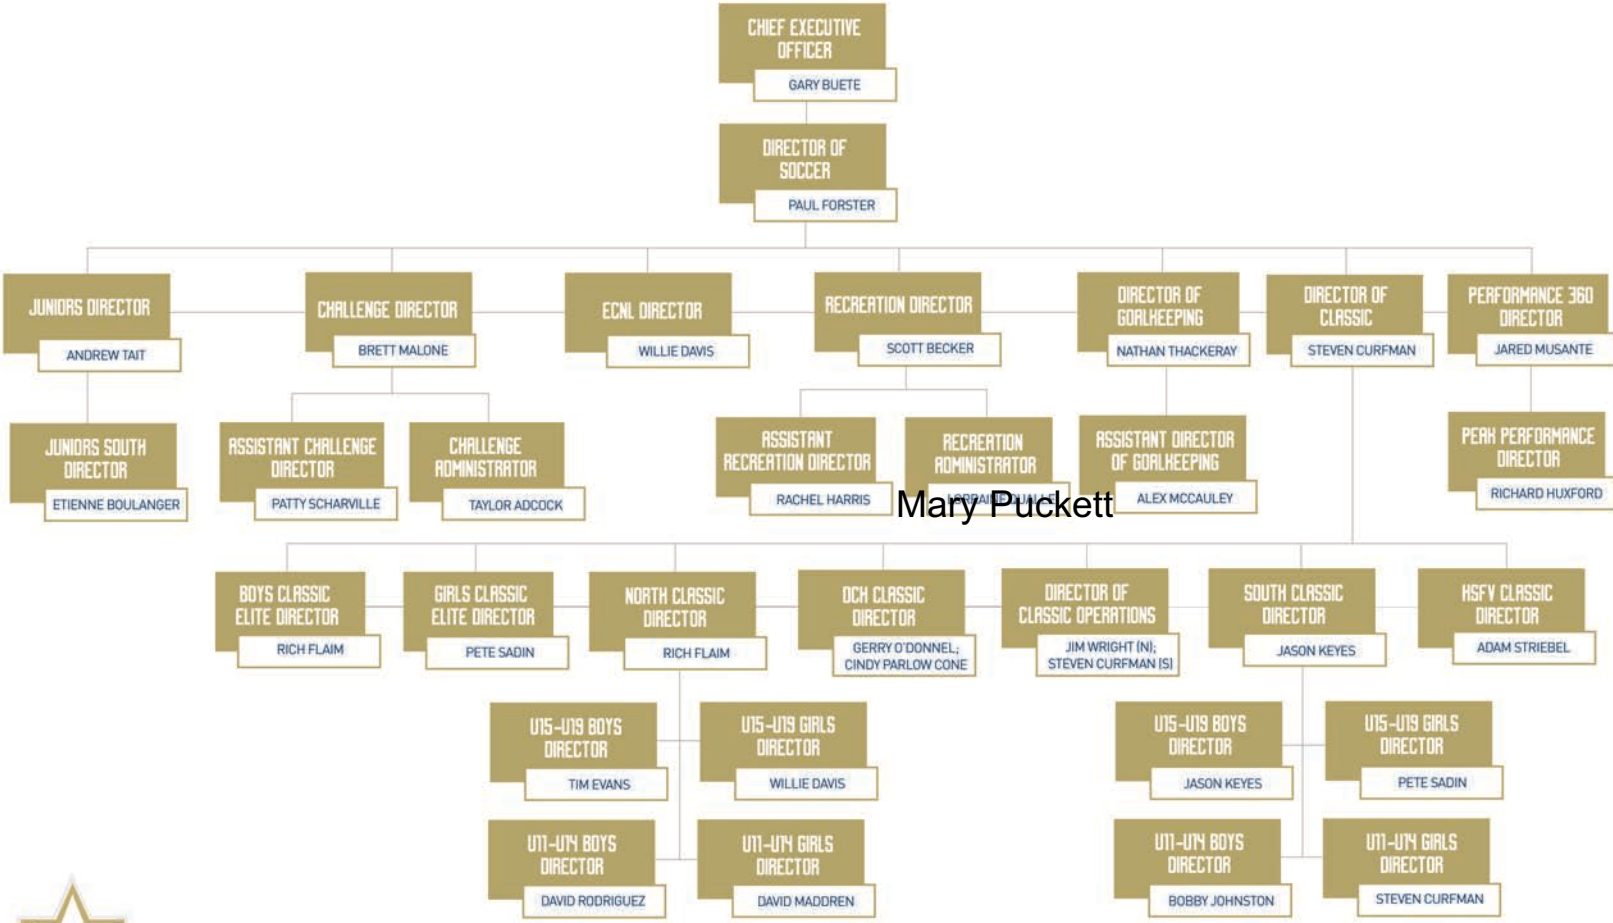 CHIEF EXECUTIVE
OFFICER
GARY BUETE
DIRECTOR OF
SOCCER
PAUL FORSTER
JUNIORS DIRECTOR
ANDREW TAIT
CHALLENGE DIRECTOR
BRETT MALONE
ECNL DIRECTOR
WILLIE DAVIS
RECREATION DIRECTOR
SCOTT BECKER
DIRECTOR OF
GOALKEEPING
NATHAN THACKERAY
DIRECTOR OF
CLASSIC
STEVEN CURFMAN
PERFORMANCE 360
DIRECTOR
JARED MUSANTE
JUNIORS SOUTH
DIRECTOR
ETIENNE BOULANGER
ASSISTANT CHALLENGE
DIRECTOR
PATTY SCHARVILLE
CHALLENGE
ADMINISTRATOR
TAYLOR ADCOCK
ASSISTANT
RECREATION DIRECTOR
RACHEL HARRIS
RECREATION
ADMINISTRATOR
Mary Puckett
ASSISTANT DIRECTOR
OF GOALKEEPING
ALEX MCCAULEY
PEAK PERFORMANCE
DIRECTOR
RICHARD HUXFORD
BOYS CLASSIC
ELITE DIRECTOR
RICH FLAIM
GIRLS CLASSIC
ELITE DIRECTOR
PETE SADIN
NORTH CLASSIC
DIRECTOR
RICH FLAIM
OCH CLASSIC
DIRECTOR
GERRY O'DONNEL;
CINDY PARLOW CONE
DIRECTOR OF
CLASSIC OPERATIONS
JIM WRIGHT (N);
STEVEN CURFMAN (S)
SOUTH CLASSIC
DIRECTOR
JASON KEYES
HSFV CLASSIC
DIRECTOR
ADAM STRIEBEL
U15-U19 BOYS
DIRECTOR
TIM EVANS
U15-U19 GIRLS
DIRECTOR
WILLIE DAVIS
U15-U19 BOYS
DIRECTOR
JASON KEYES
U15-U19 GIRLS
DIRECTOR
PETE SADIN
U11-U14 BOYS
DIRECTOR
DAVID RODRIGUEZ
U11-U14 GIRLS
DIRECTOR
DAVID MADDREN
U11-U14 BOYS
DIRECTOR
BOBBY JOHNSTON
U11-U14 GIRLS
DIRECTOR
STEVEN CURFMAN